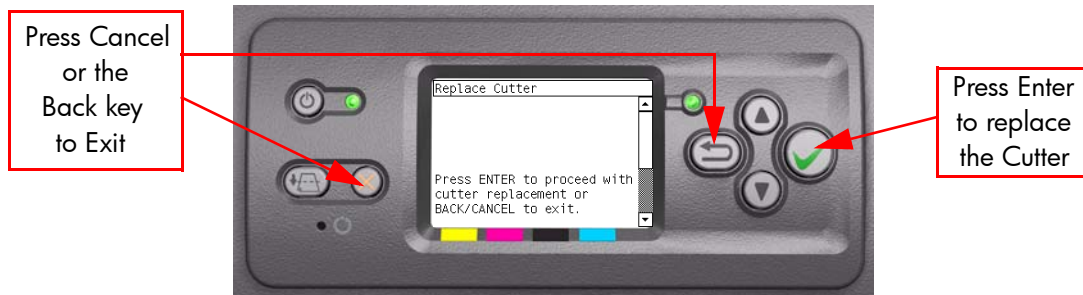 Press Cancel
or the
Back key
to Exit
Replace Cutter
Press ENTER to proceed with
cutter replacement or
BACK/CANCEL to exit.
Press Enter
to replace
the Cutter